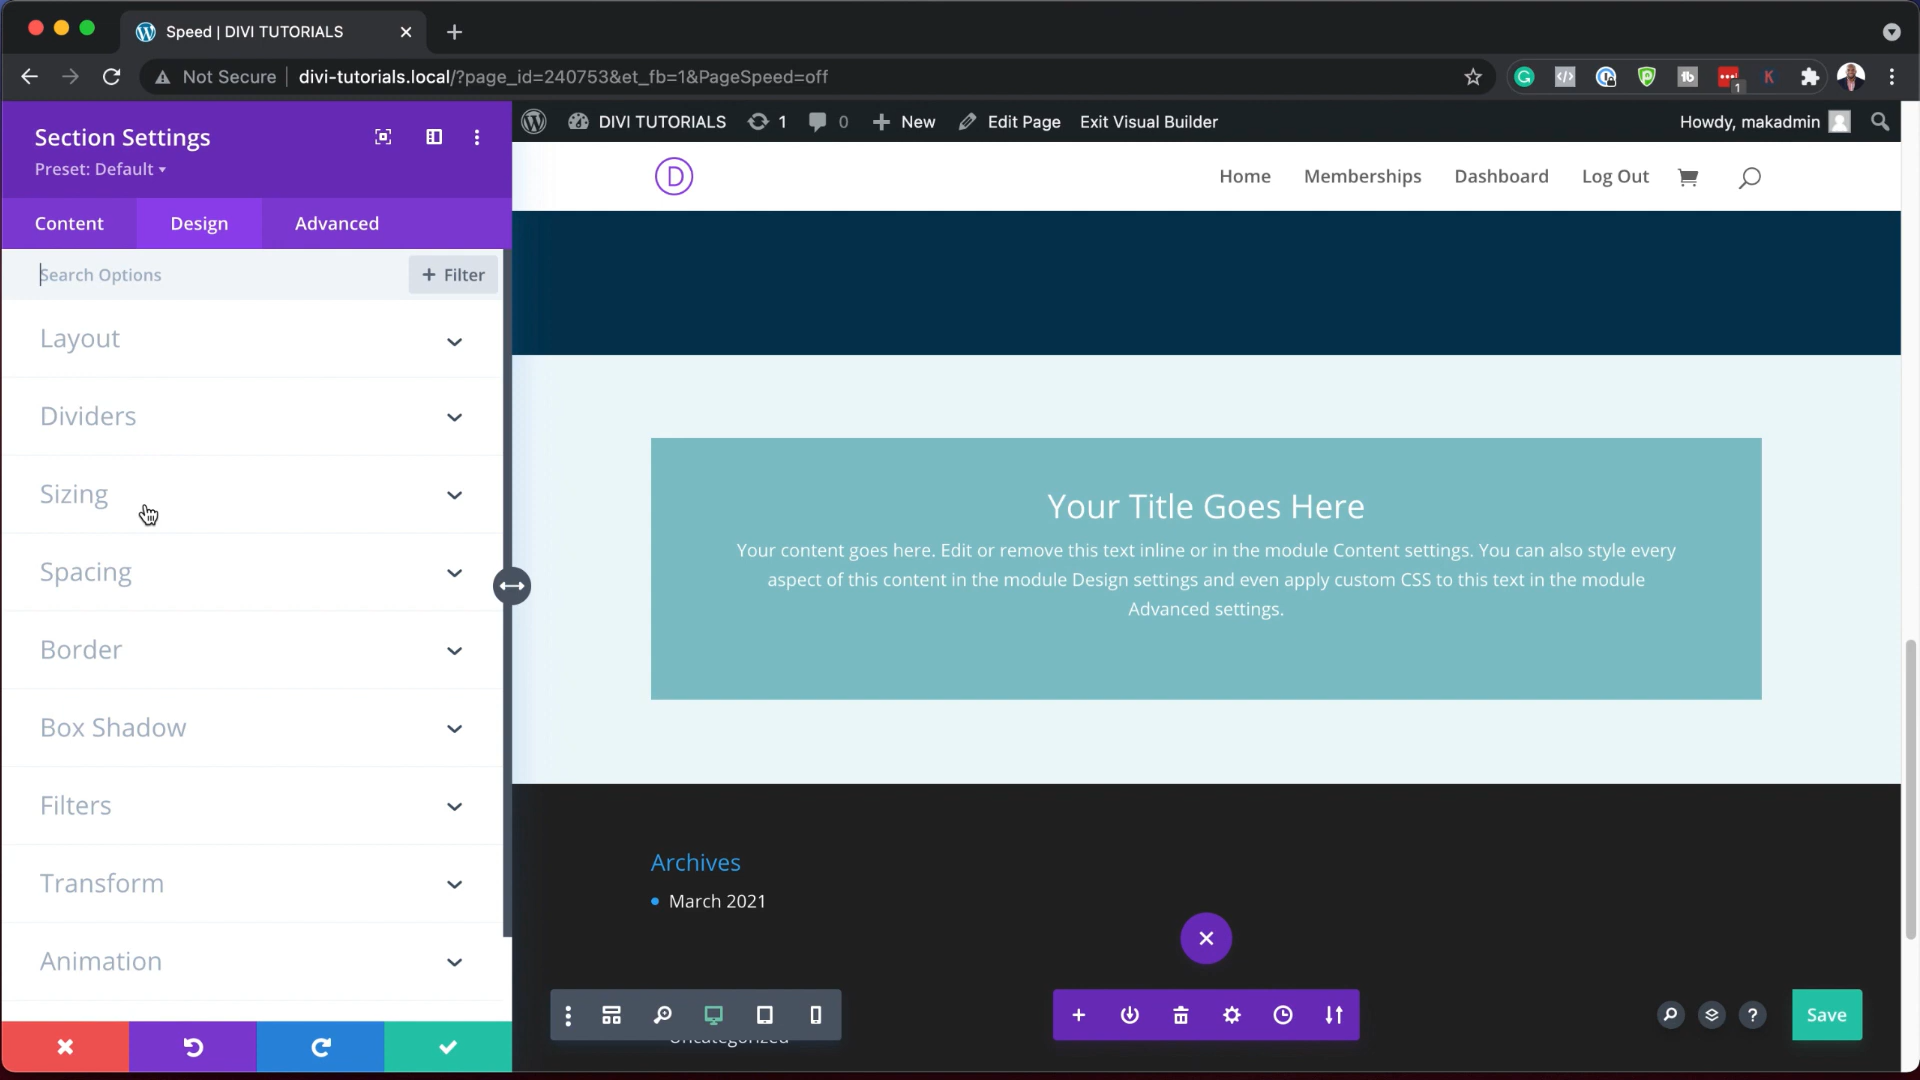 Speed | DIVI TUTORIALS
Not Secure
divi-tutorials.local/?page_id=240753&et_fb=1&PageSpeed=off
1
Section Settings
Preset: Default
DIVI TUTORIALS
1
0
New
Edit Page
Exit Visual Builder
Howdy, makadmin
D
Home
Memberships
Dashboard
Log Out
Content
Design
Advanced
Search Options
+ Filter
Layout
Dividers
Sizing
Spacing
Border
Box Shadow
Filters
Transform
Animation
Your Title Goes Here
Your content goes here. Edit or remove this text inline or in the module Content settings. You can also style every
aspect of this content in the module Design settings and even apply custom CSS to this text in the module
Advanced settings.
Archives
March 2021
Uncategorized
Save